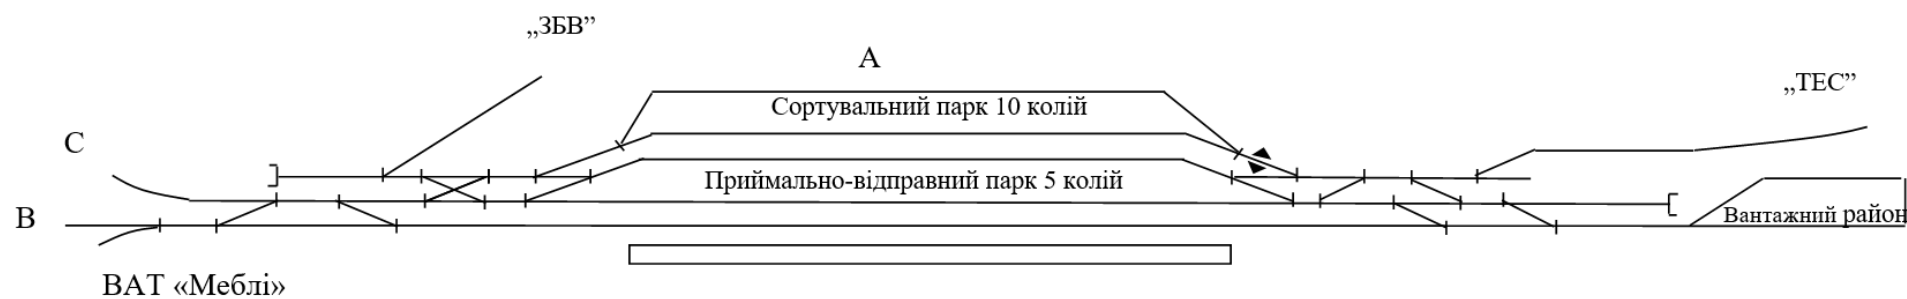 „ЗБВ”
А
„ТЕС”
Сортувальний парк 10 колій
С
Приймально-відправний парк 5 колій
В
Вантажний район
ВАТ «Меблі»